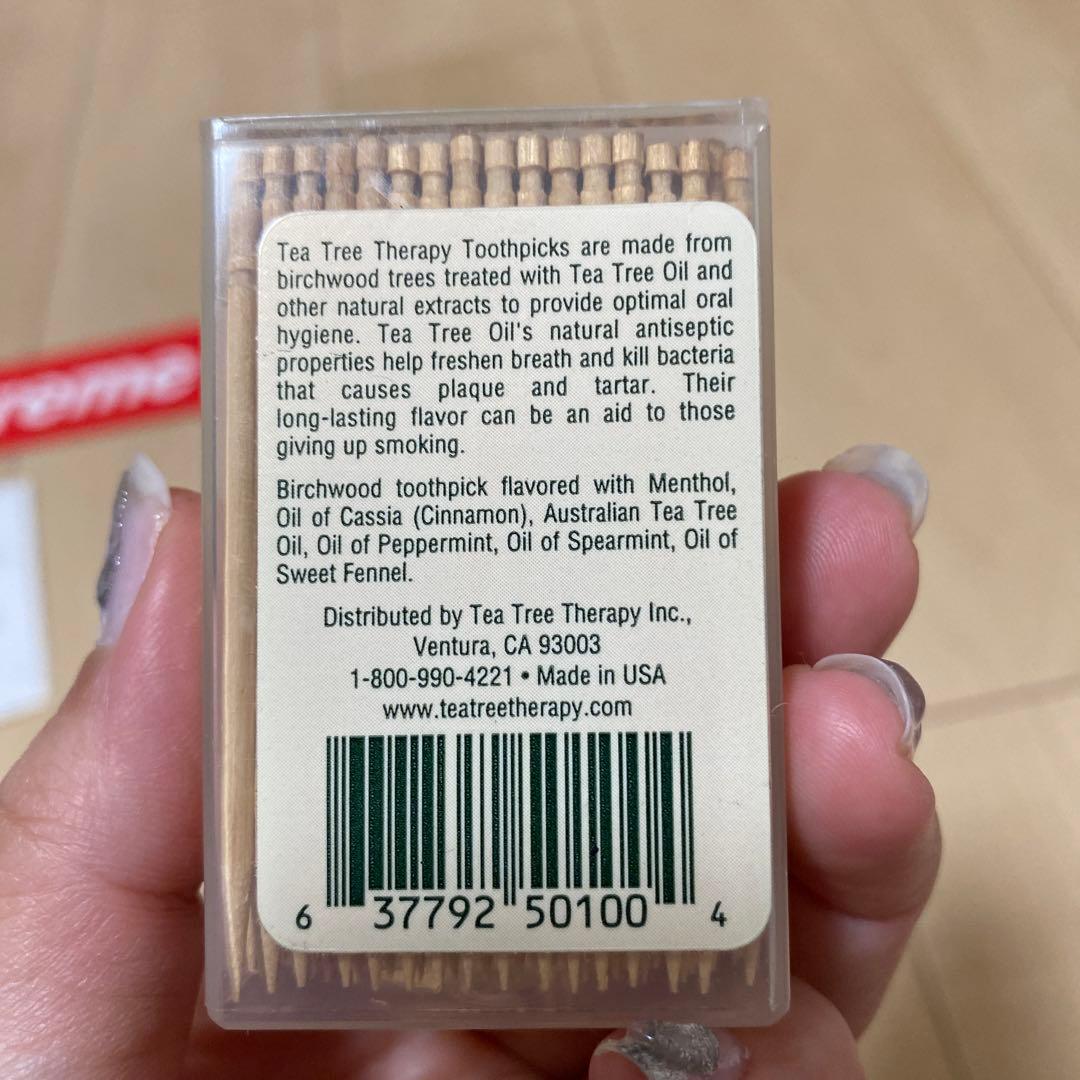 Tea Tree Therapy Toothpicks are made from
birchwood trees treated with Tea Tree Oil and
other natural extracts to provide optimal oral
hygiene. Tea Tree Oil's natural antiseptic
properties help freshen breath and kill bacteria
that causes plaque and tartar. Their
long-lasting flavor can be an aid to those
giving up smoking.
Birchwood toothpick flavored with Menthol,
Oil of Cassia (Cinnamon), Australian Tea Tree
Oil, Oil of Peppermint, Oil of Spearmint, Oil of
Sweet Fennel.
Distributed by Tea Tree Therapy Inc.,
Ventura, CA 93003
1-800-990-4221 • Made in USA
www.teatreetherapy.com
6 37792 50100 4
reme